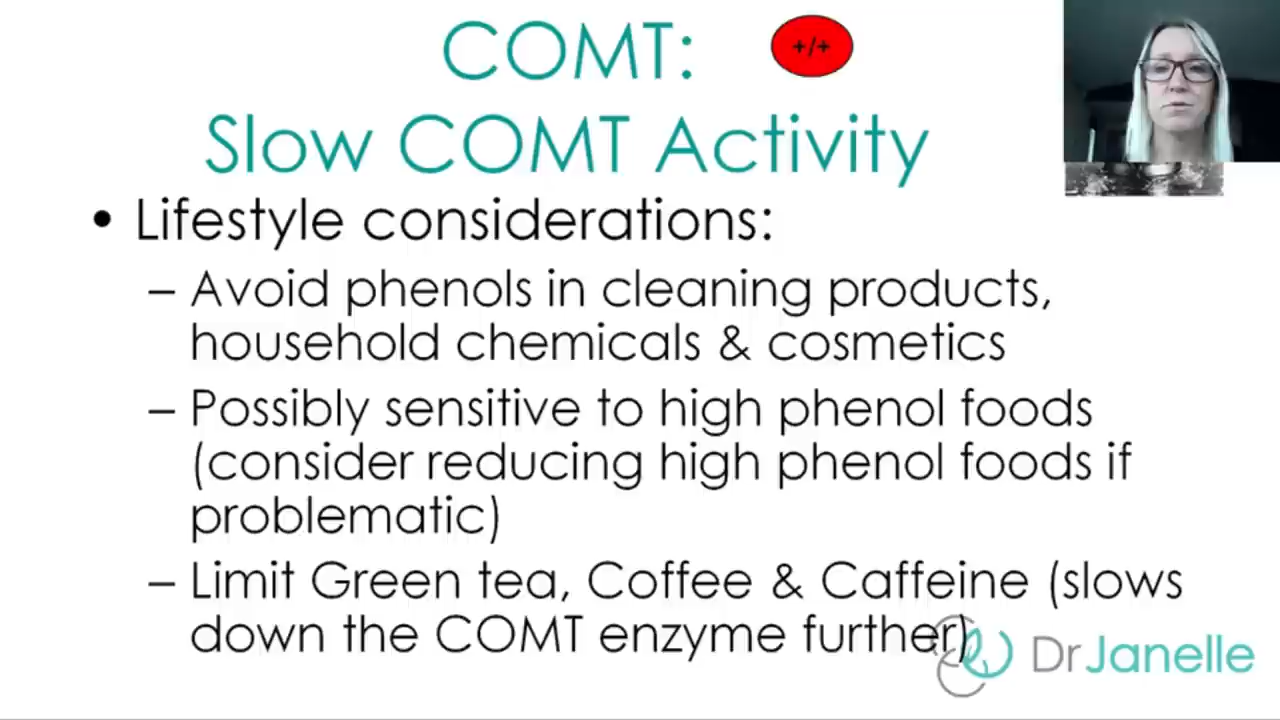 COMT:
+/+
Slow COMT Activity
• Lifestyle considerations:
– Avoid phenols in cleaning products,
household chemicals & cosmetics
– Possibly sensitive to high phenol foods
(consider reducing high phenol foods if
problematic)
– Limit Green tea, Coffee & Caffeine (slows
down the COMT enzyme further)
DrJanelle